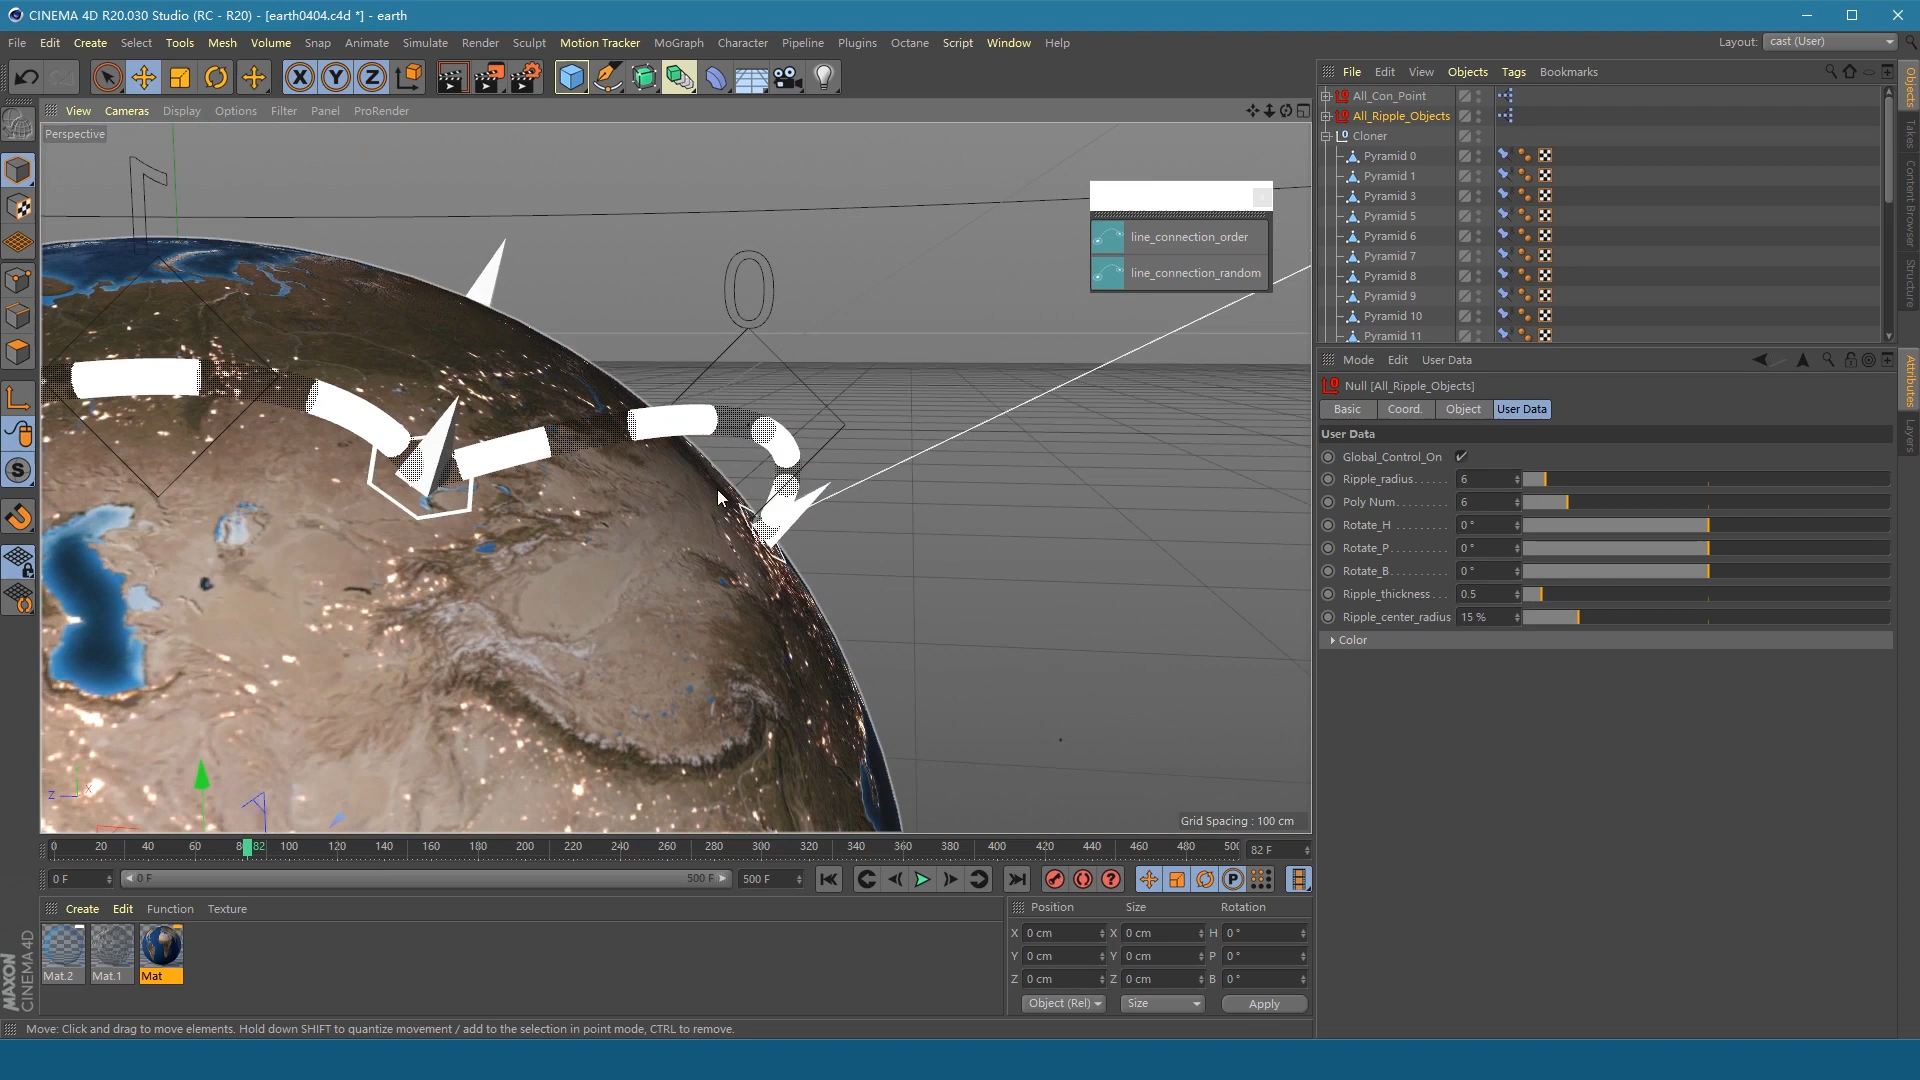 CINEMA 4D R20.030 Studio (RC - R20) - [earth0404.c4d *] - earth
File Edit Create Select Tools Mesh Volume Snap Animate Simulate Render Sculpt Motion Tracker MoGraph Character Pipeline Plugins Octane Script Window Help
Layout: cast (User)
X Y Z
View Cameras Display Options Filter Panel ProRender
Perspective
line_connection_order
line_connection_random
0
1
Z X
Grid Spacing : 100 cm
File Edit View Objects Tags Bookmarks
All_Con_Point
All_Ripple_Objects
Cloner
Pyramid 0
Pyramid 1
Pyramid 3
Pyramid 5
Pyramid 6
Pyramid 7
Pyramid 8
Pyramid 9
Pyramid 10
Pyramid 11
Objects
Takes
Content Browser
Structure
Mode Edit User Data
Null [All_Ripple_Objects]
Basic Coord. Object User Data
User Data
Global_Control_On
Ripple_radius...... 6
Poly Num......... 6
Rotate_H.......... 0 °
Rotate_P.......... 0 °
Rotate_B.......... 0 °
Ripple_thickness... 0.5
Ripple_center_radius 15 %
Color
Attributes
Layers
0 20 40 60 82 100 120 140 160 180 200 220 240 260 280 300 320 340 360 380 400 420 440 460 480 82 F
0 F 0 F 500 F 500 F
Create Edit Function Texture
Mat.2 Mat.1 Mat
Position Size Rotation
X 0 cm X 0 cm H 0 °
Y 0 cm Y 0 cm P 0 °
Z 0 cm Z 0 cm B 0 °
Object (Rel) Size Apply
MAXON
CINEMA 4D
Move: Click and drag to move elements. Hold down SHIFT to quantize movement / add to the selection in point mode, CTRL to remove.